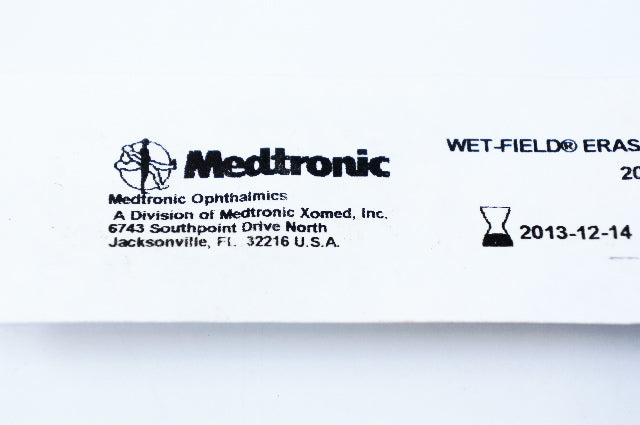 Medtronic
Medtronic Ophthalmics
A Division of Medtronic Xomed, Inc.
6743 Southpoint Drive North
Jacksonville, FL 32216 U.S.A.
WET-FIELD® ERAS
20
2013-12-14